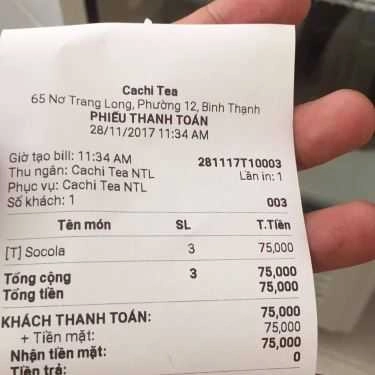 Cachi Tea
65 Nơ Trang Long, Phường 12, Bình Thạnh
PHIẾU THANH TOÁN
28/11/2017 11:34 AM
Giờ tạo bill: 11:34 AM 281117T10003
Thu ngân: Cachi Tea NTL Lần in: 1
Phục vụ: Cachi Tea NTL
Số khách: 1 003
Tên món SL T.Tiền
[T] Socola 3 75,000
Tổng cộng 3 75,000
Tổng tiền 75,000
KHÁCH THANH TOÁN: 75,000
+ Tiền mặt: 75,000
Nhận tiền mặt: 75,000
Tiền trả: 0